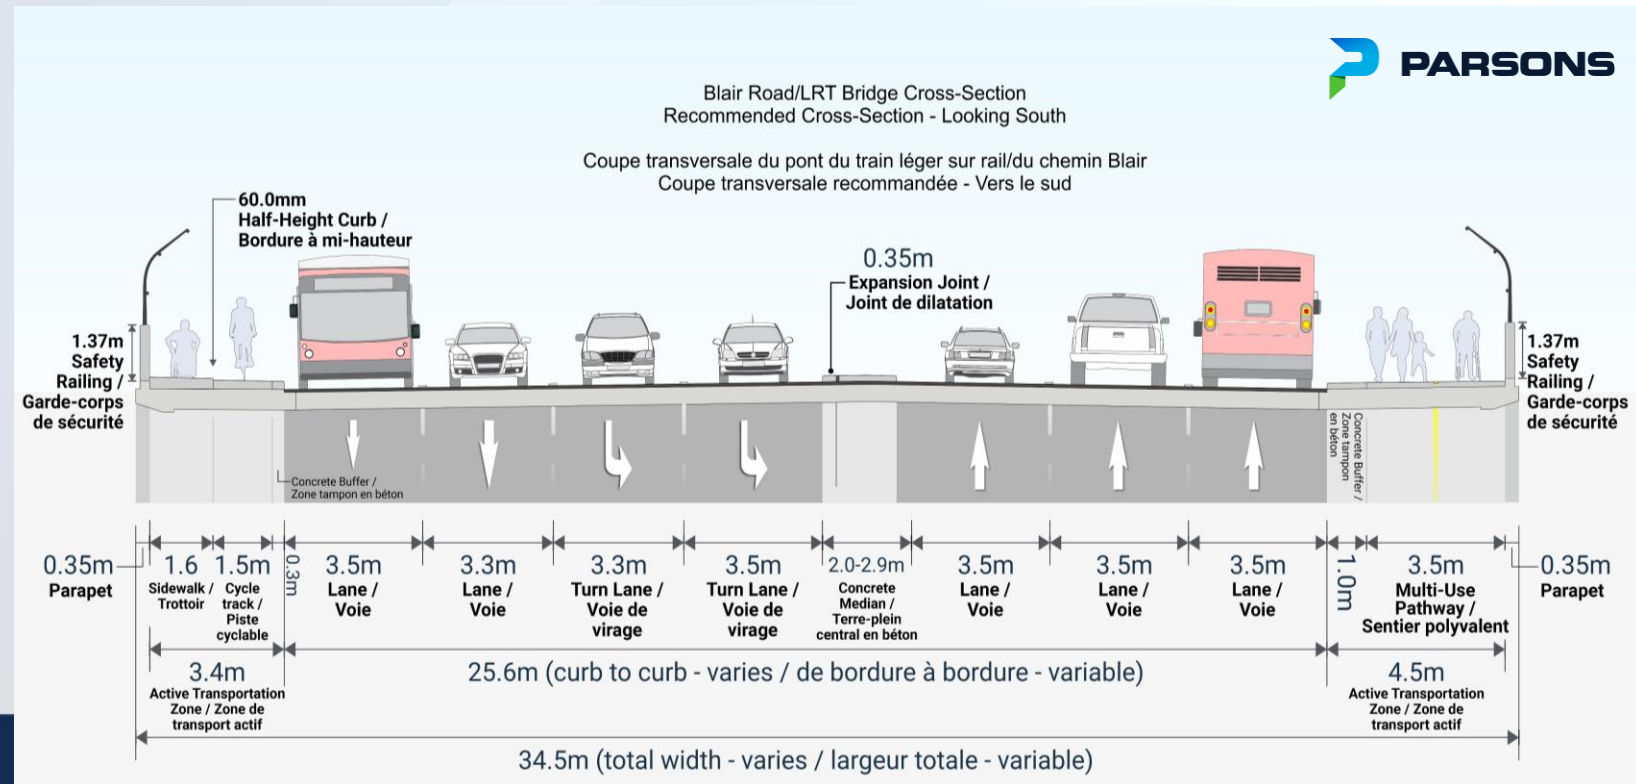 PARSONS
Blair Road/LRT Bridge Cross-Section
Recommended Cross-Section - Looking South
Coupe transversale du pont du train léger sur rail/du chemin Blair
Coupe transversale recommandée - Vers le sud
60.0mm
Half-Height Curb /
Bordure à mi-hauteur
0.35m
Expansion Joint /
Joint de dilatation
1.37m
Safety
Railing /
Garde-corps
de sécurité
1.37m
Safety
Railing /
Garde-corps
de sécurité
Concrete Buffer /
Zone tampon en béton
Concrete Buffer /
Zone tampon
en béton
0.35m
Parapet
1.6
Sidewalk /
Trottoir
1.5m
Cycle
track /
Piste
cyclable
0.3m
3.5m
Lane /
Voie
3.3m
Lane /
Voie
3.3m
Turn Lane /
Voie de
virage
3.5m
Turn Lane /
Voie de
virage
2.0-2.9m
Concrete
Median /
Terre-plein
central en béton
3.5m
Lane /
Voie
3.5m
Lane /
Voie
3.5m
Lane /
Voie
1.0m
3.5m
Multi-Use
Pathway /
Sentier polyvalent
0.35m
Parapet
3.4m
Active Transportation
Zone / Zone de
transport actif
25.6m (curb to curb - varies / de bordure à bordure - variable)
4.5m
Active Transportation
Zone / Zone de
transport actif
34.5m (total width - varies / largeur totale - variable)